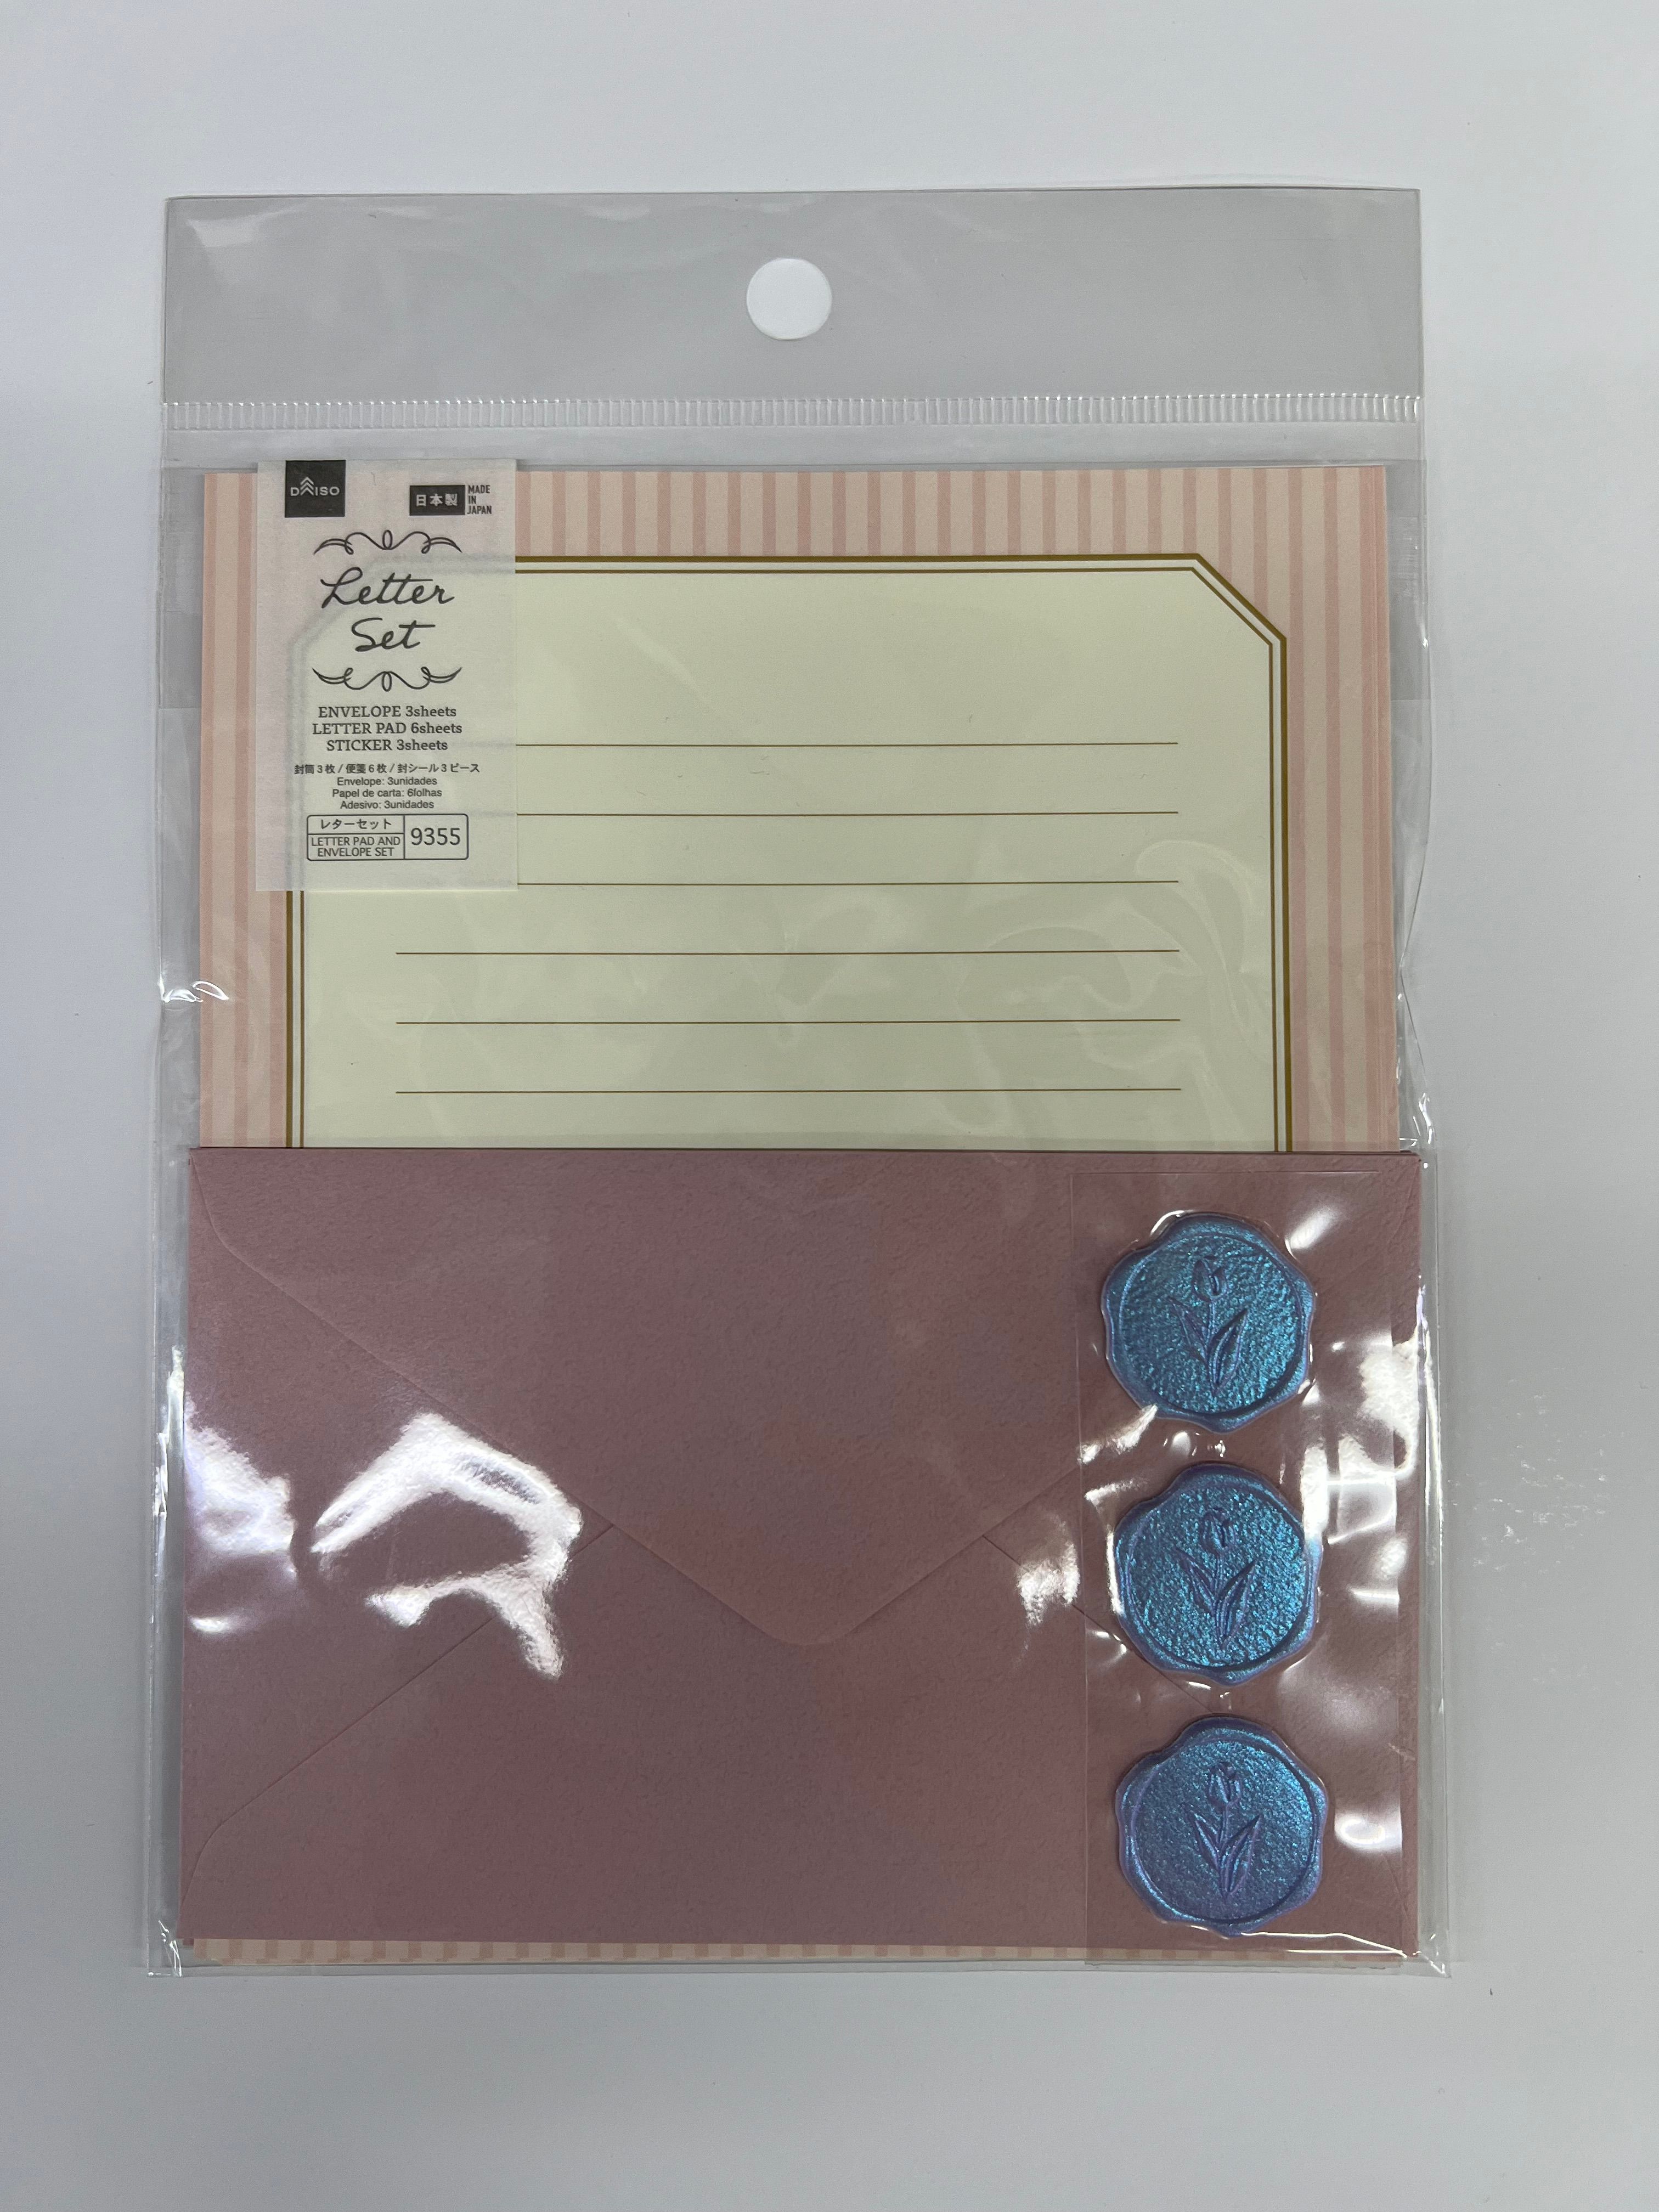 DAISO
日本製 MADE IN JAPAN
Letter
Set
ENVELOPE 3sheets
LETTER PAD 6sheets
STICKER 3sheets
封筒3枚/便箋6枚/封シール3ピース
Envelope: 3unidades
Papel de carta: 6folhas
Adesivo: 3unidades
レターセット
LETTER PAD AND
ENVELOPE SET
9355